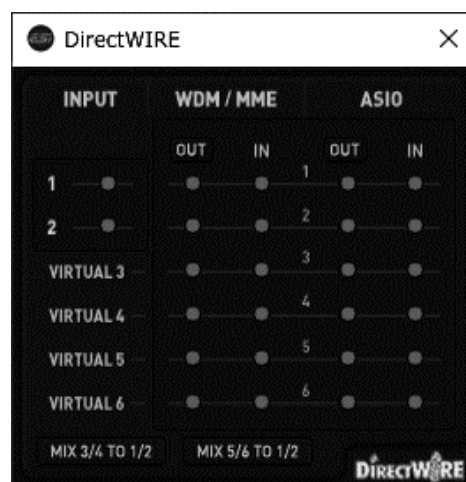 ESI DirectWIRE
INPUT WDM / MME ASIO
OUT IN OUT IN
1 1
2 2
VIRTUAL 3 3
VIRTUAL 4 4
VIRTUAL 5 5
VIRTUAL 6 6
MIX 3/4 TO 1/2 MIX 5/6 TO 1/2
DIRECTWIRE